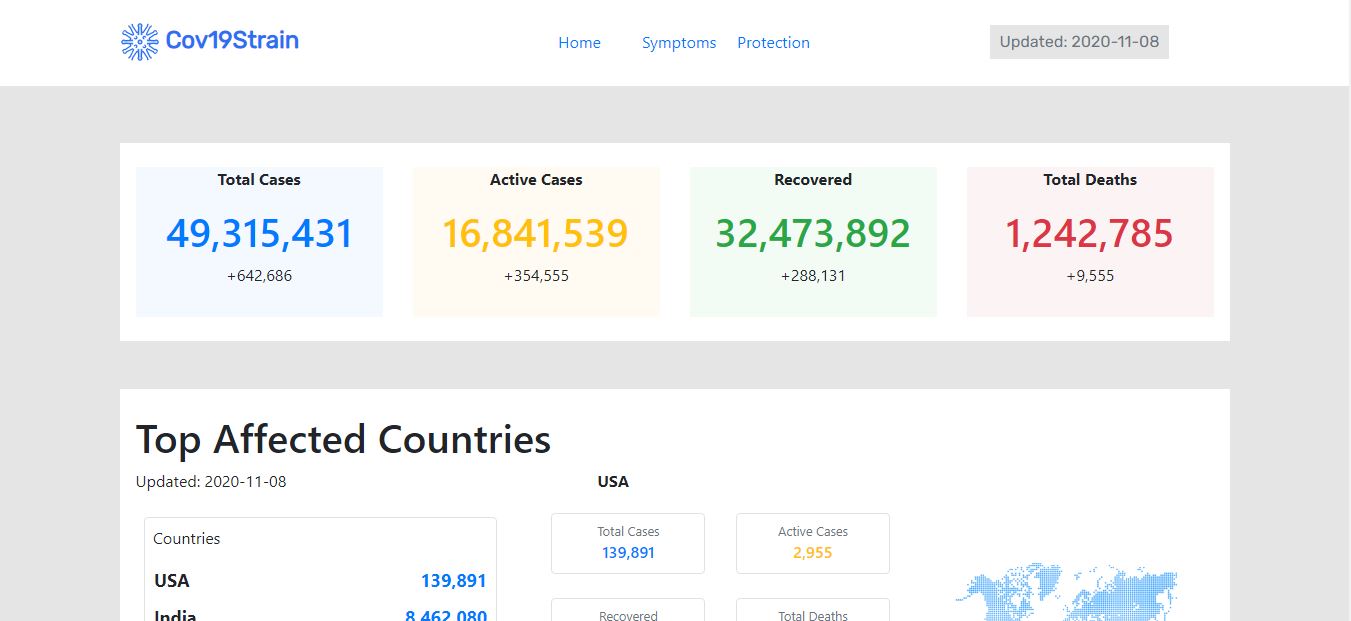 Cov19Strain
Home Symptoms Protection
Updated: 2020-11-08
Total Cases
49,315,431
+642,686
Active Cases
16,841,539
+354,555
Recovered
32,473,892
+288,131
Total Deaths
1,242,785
+9,555
Top Affected Countries
Updated: 2020-11-08
Countries
USA 139,891
India 8,462,080
USA
Total Cases
139,891
Active Cases
2,955
Recovered
Total Deaths